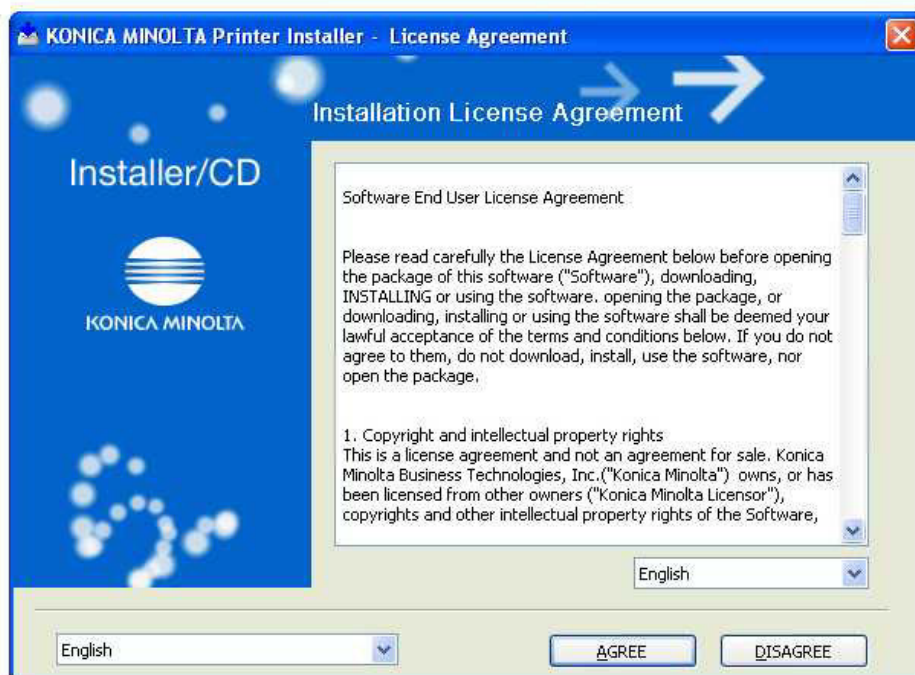 KONICA MINOLTA Printer Installer - License Agreement
Installation License Agreement
Installer/CD
KONICA MINOLTA
Software End User License Agreement
Please read carefully the License Agreement below before opening
the package of this software ("Software"), downloading,
INSTALLING or using the software. opening the package, or
downloading, installing or using the software shall be deemed your
lawful acceptance of the terms and conditions below. If you do not
agree to them, do not download, install, use the software, nor
open the package.
1. Copyright and intellectual property rights
This is a license agreement and not an agreement for sale. Konica
Minolta Business Technologies, Inc.("Konica Minolta") owns, or has
been licensed from other owners ("Konica Minolta Licensor"),
copyrights and other intellectual property rights of the Software,
English
English
AGREE
DISAGREE